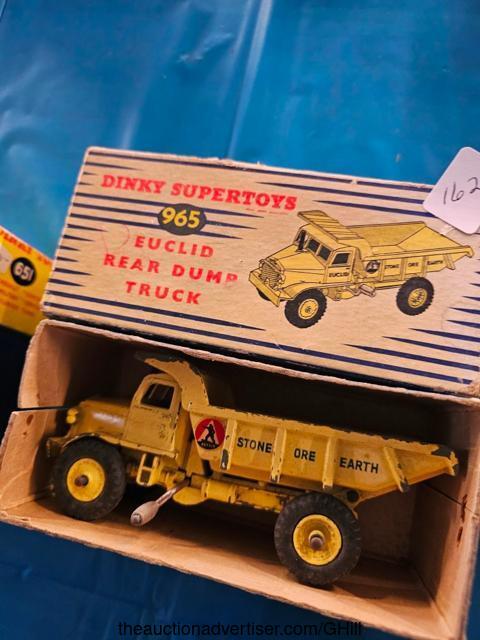 DINKY SUPERTOYS
965
EUCLID
REAR DUMP
TRUCK
EUCLID
STONE ORE EARTH
162
651
STONE ORE EARTH
theauctionadvertiser.com/GHill